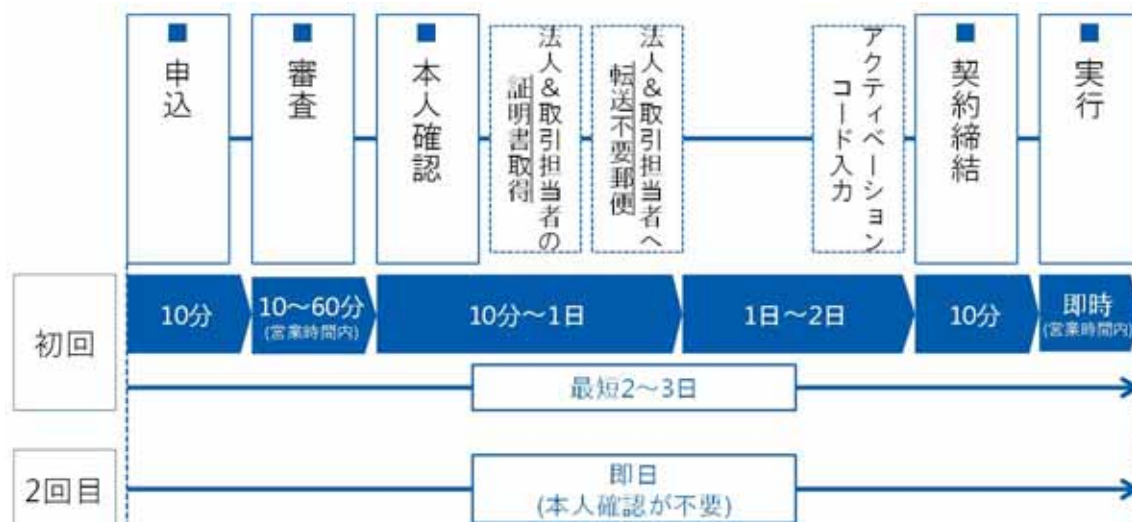 ■申込
■審査
■本人確認
法人&取引担当者の
証明書取得
法人&取引担当者へ
転送不要郵便
アクティベーション
コード入力
■契約締結
■実行
初回
10分
10～60分
(営業時間内)
10分～1日
1日～2日
10分
即時
(営業時間内)
最短2～3日
2回目
即日
(本人確認が不要)